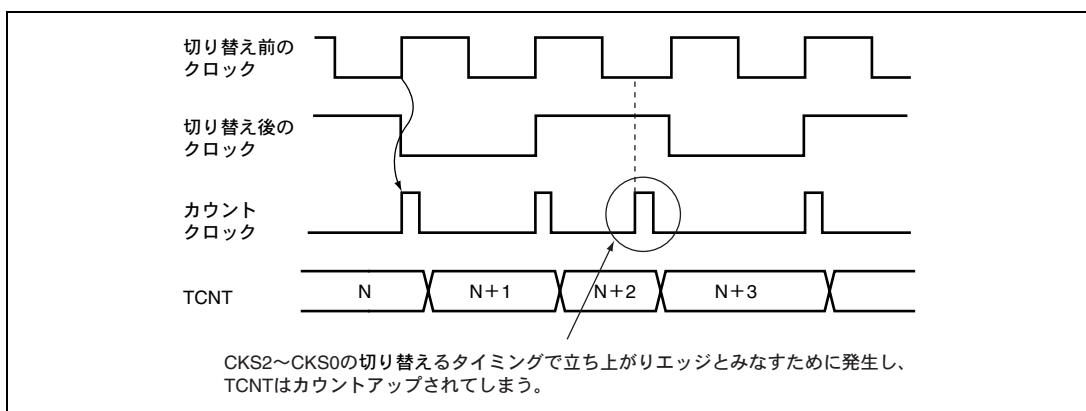 切り替え前の
クロック
切り替え後の
クロック
カウント
クロック
TCNT
N
N+1
N+2
N+3
CKS2～CKS0の切り替えるタイミングで立ち上がりエッジとみなすために発生し、
TCNTはカウントアップされてしまう。